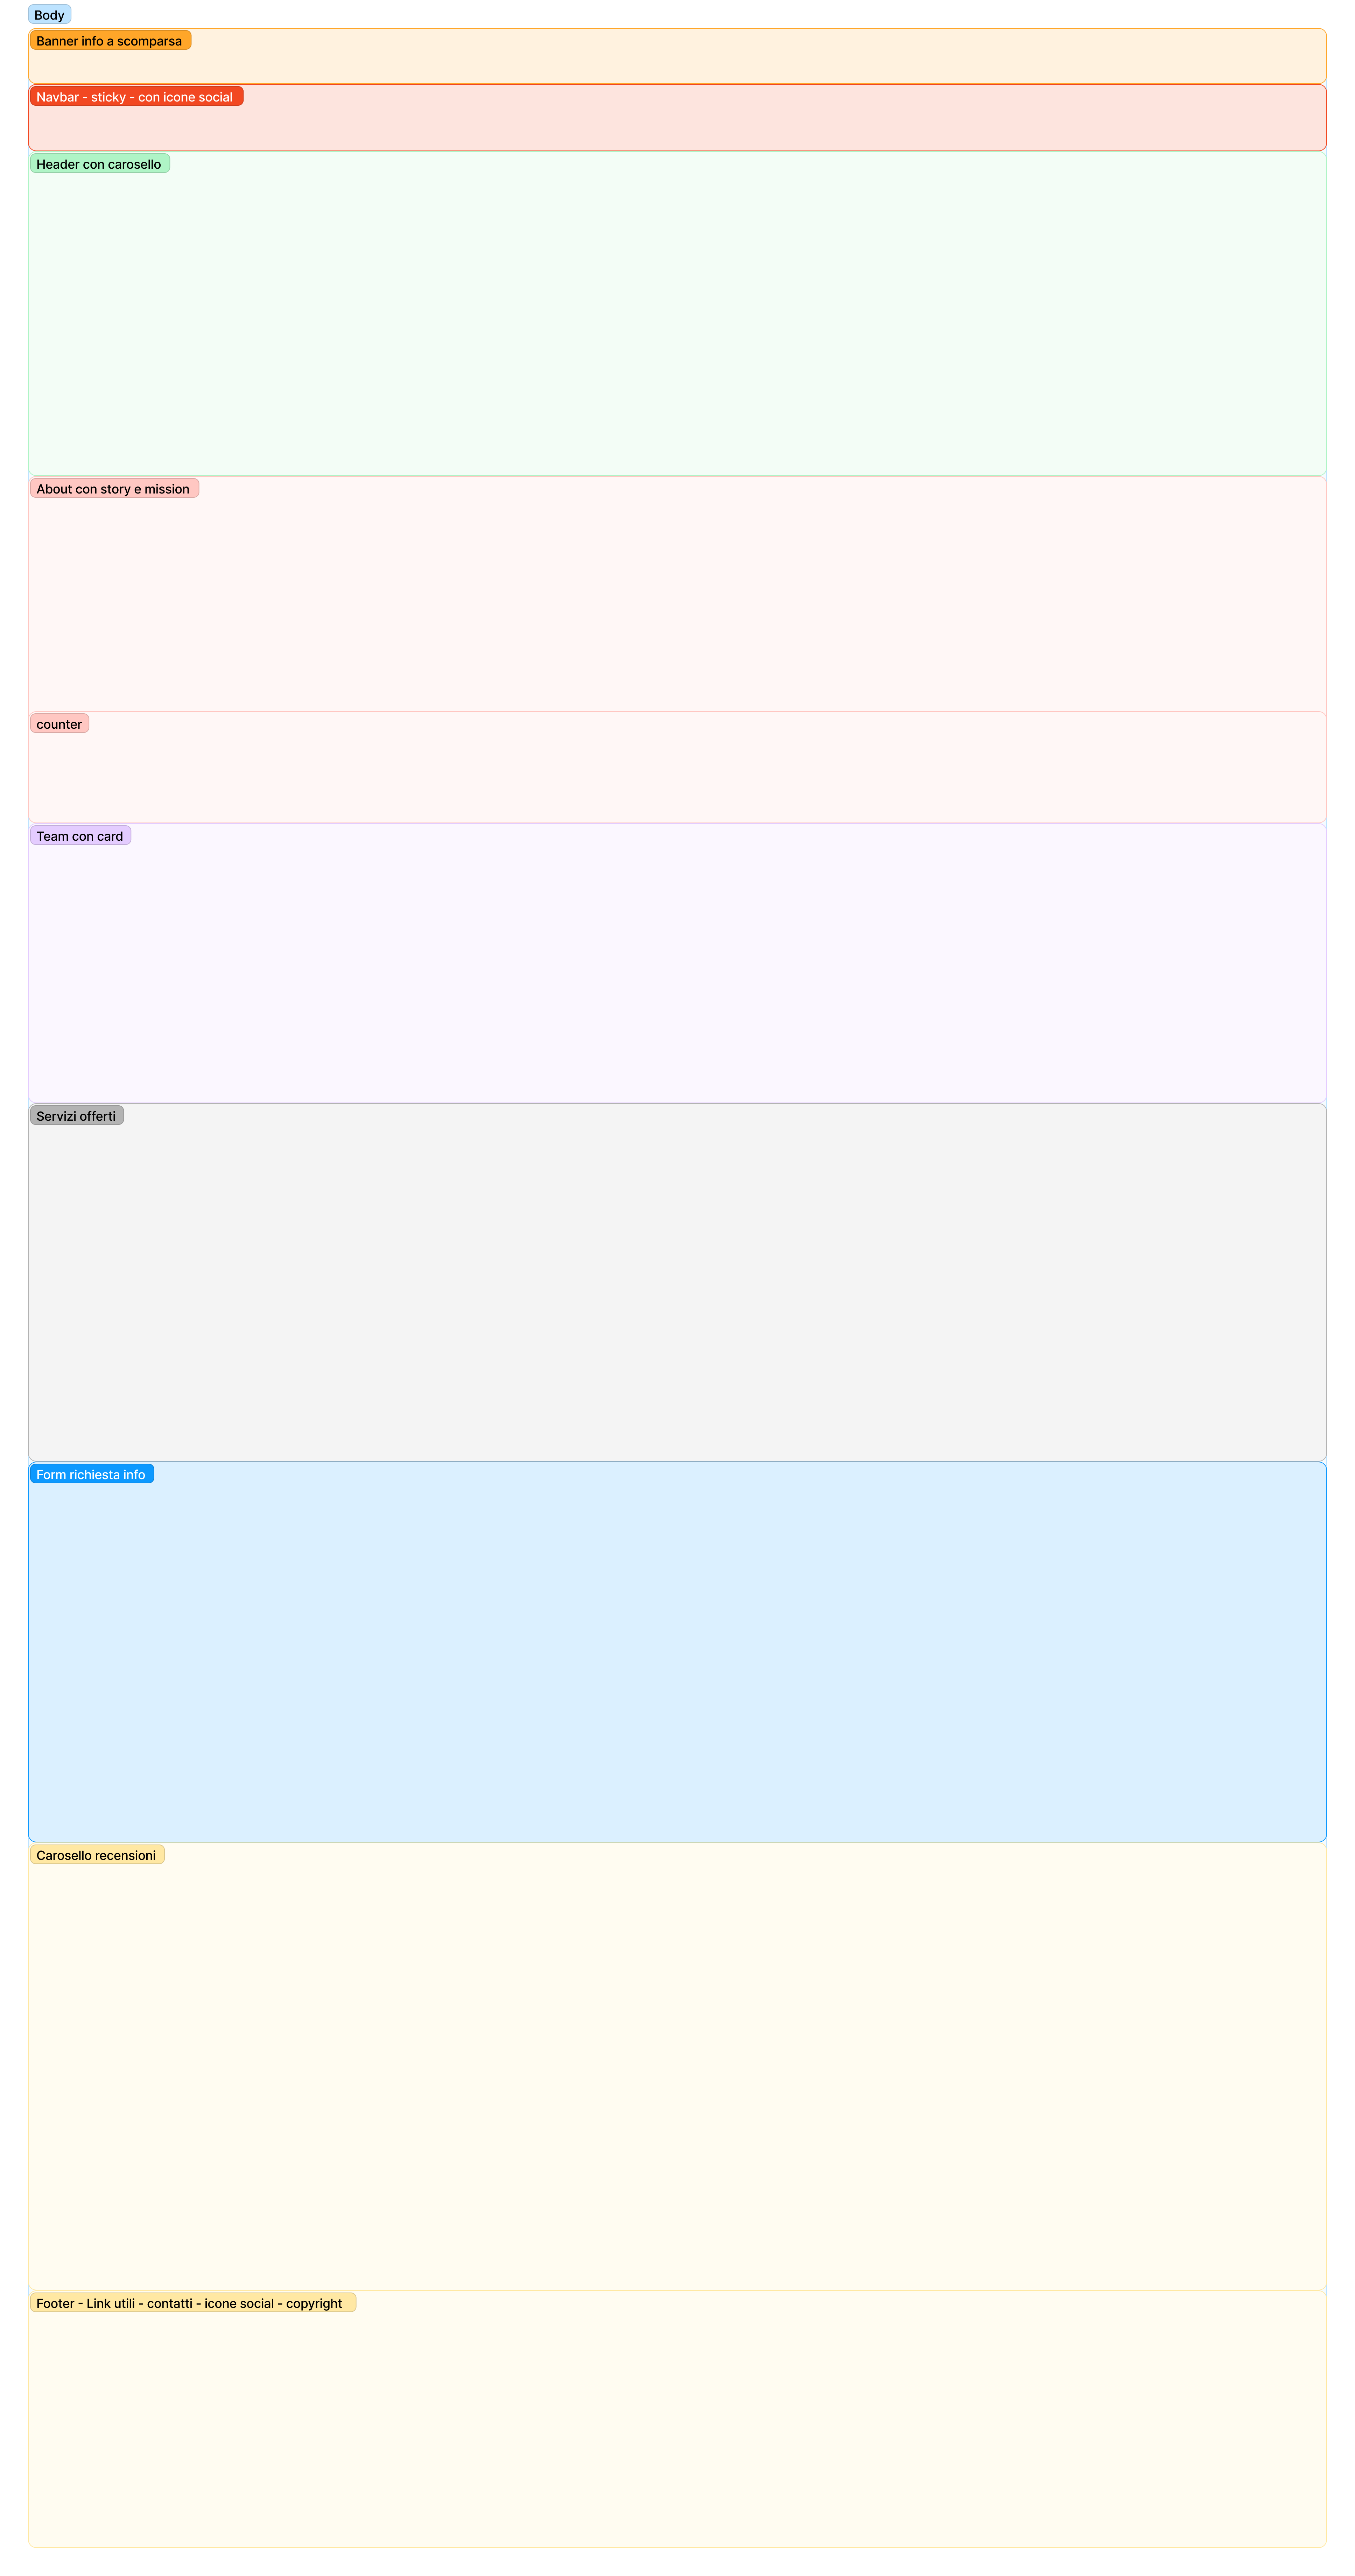 Body
Banner info a scomparsa
Navbar - sticky - con icone social
Header con carosello
About con story e mission
counter
Team con card
Servizi offerti
Form richiesta info
Carosello recensioni
Footer - Link utili - contatti - icone social - copyright